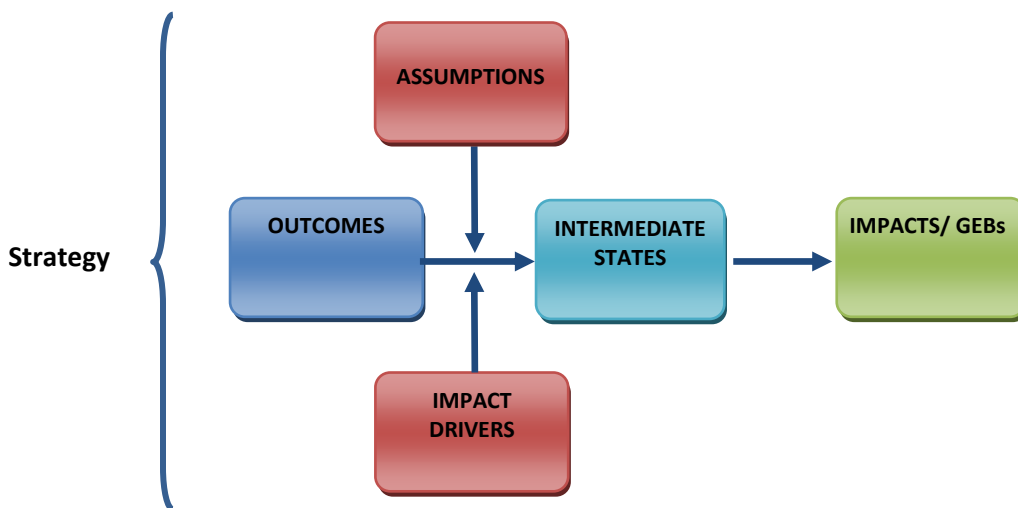 ASSUMPTIONS
Strategy
OUTCOMES
INTERMEDIATE
STATES
IMPACTS/ GEBs
IMPACT
DRIVERS